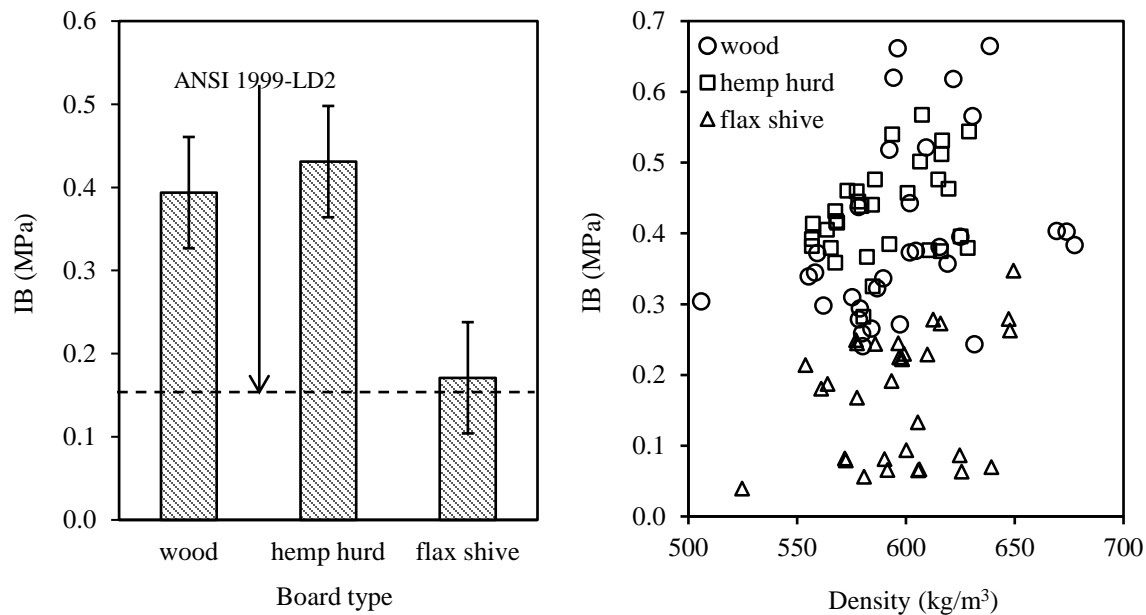 0.6
0.5
0.4
0.3
0.2
0.1
0.0
IB (MPa)
ANSI 1999-LD2
wood
hemp hurd
flax shive
Board type
0.7
0.6
0.5
0.4
0.3
0.2
0.1
0.0
IB (MPa)
wood
hemp hurd
flax shive
500
550
600
650
700
Density (kg/m³)